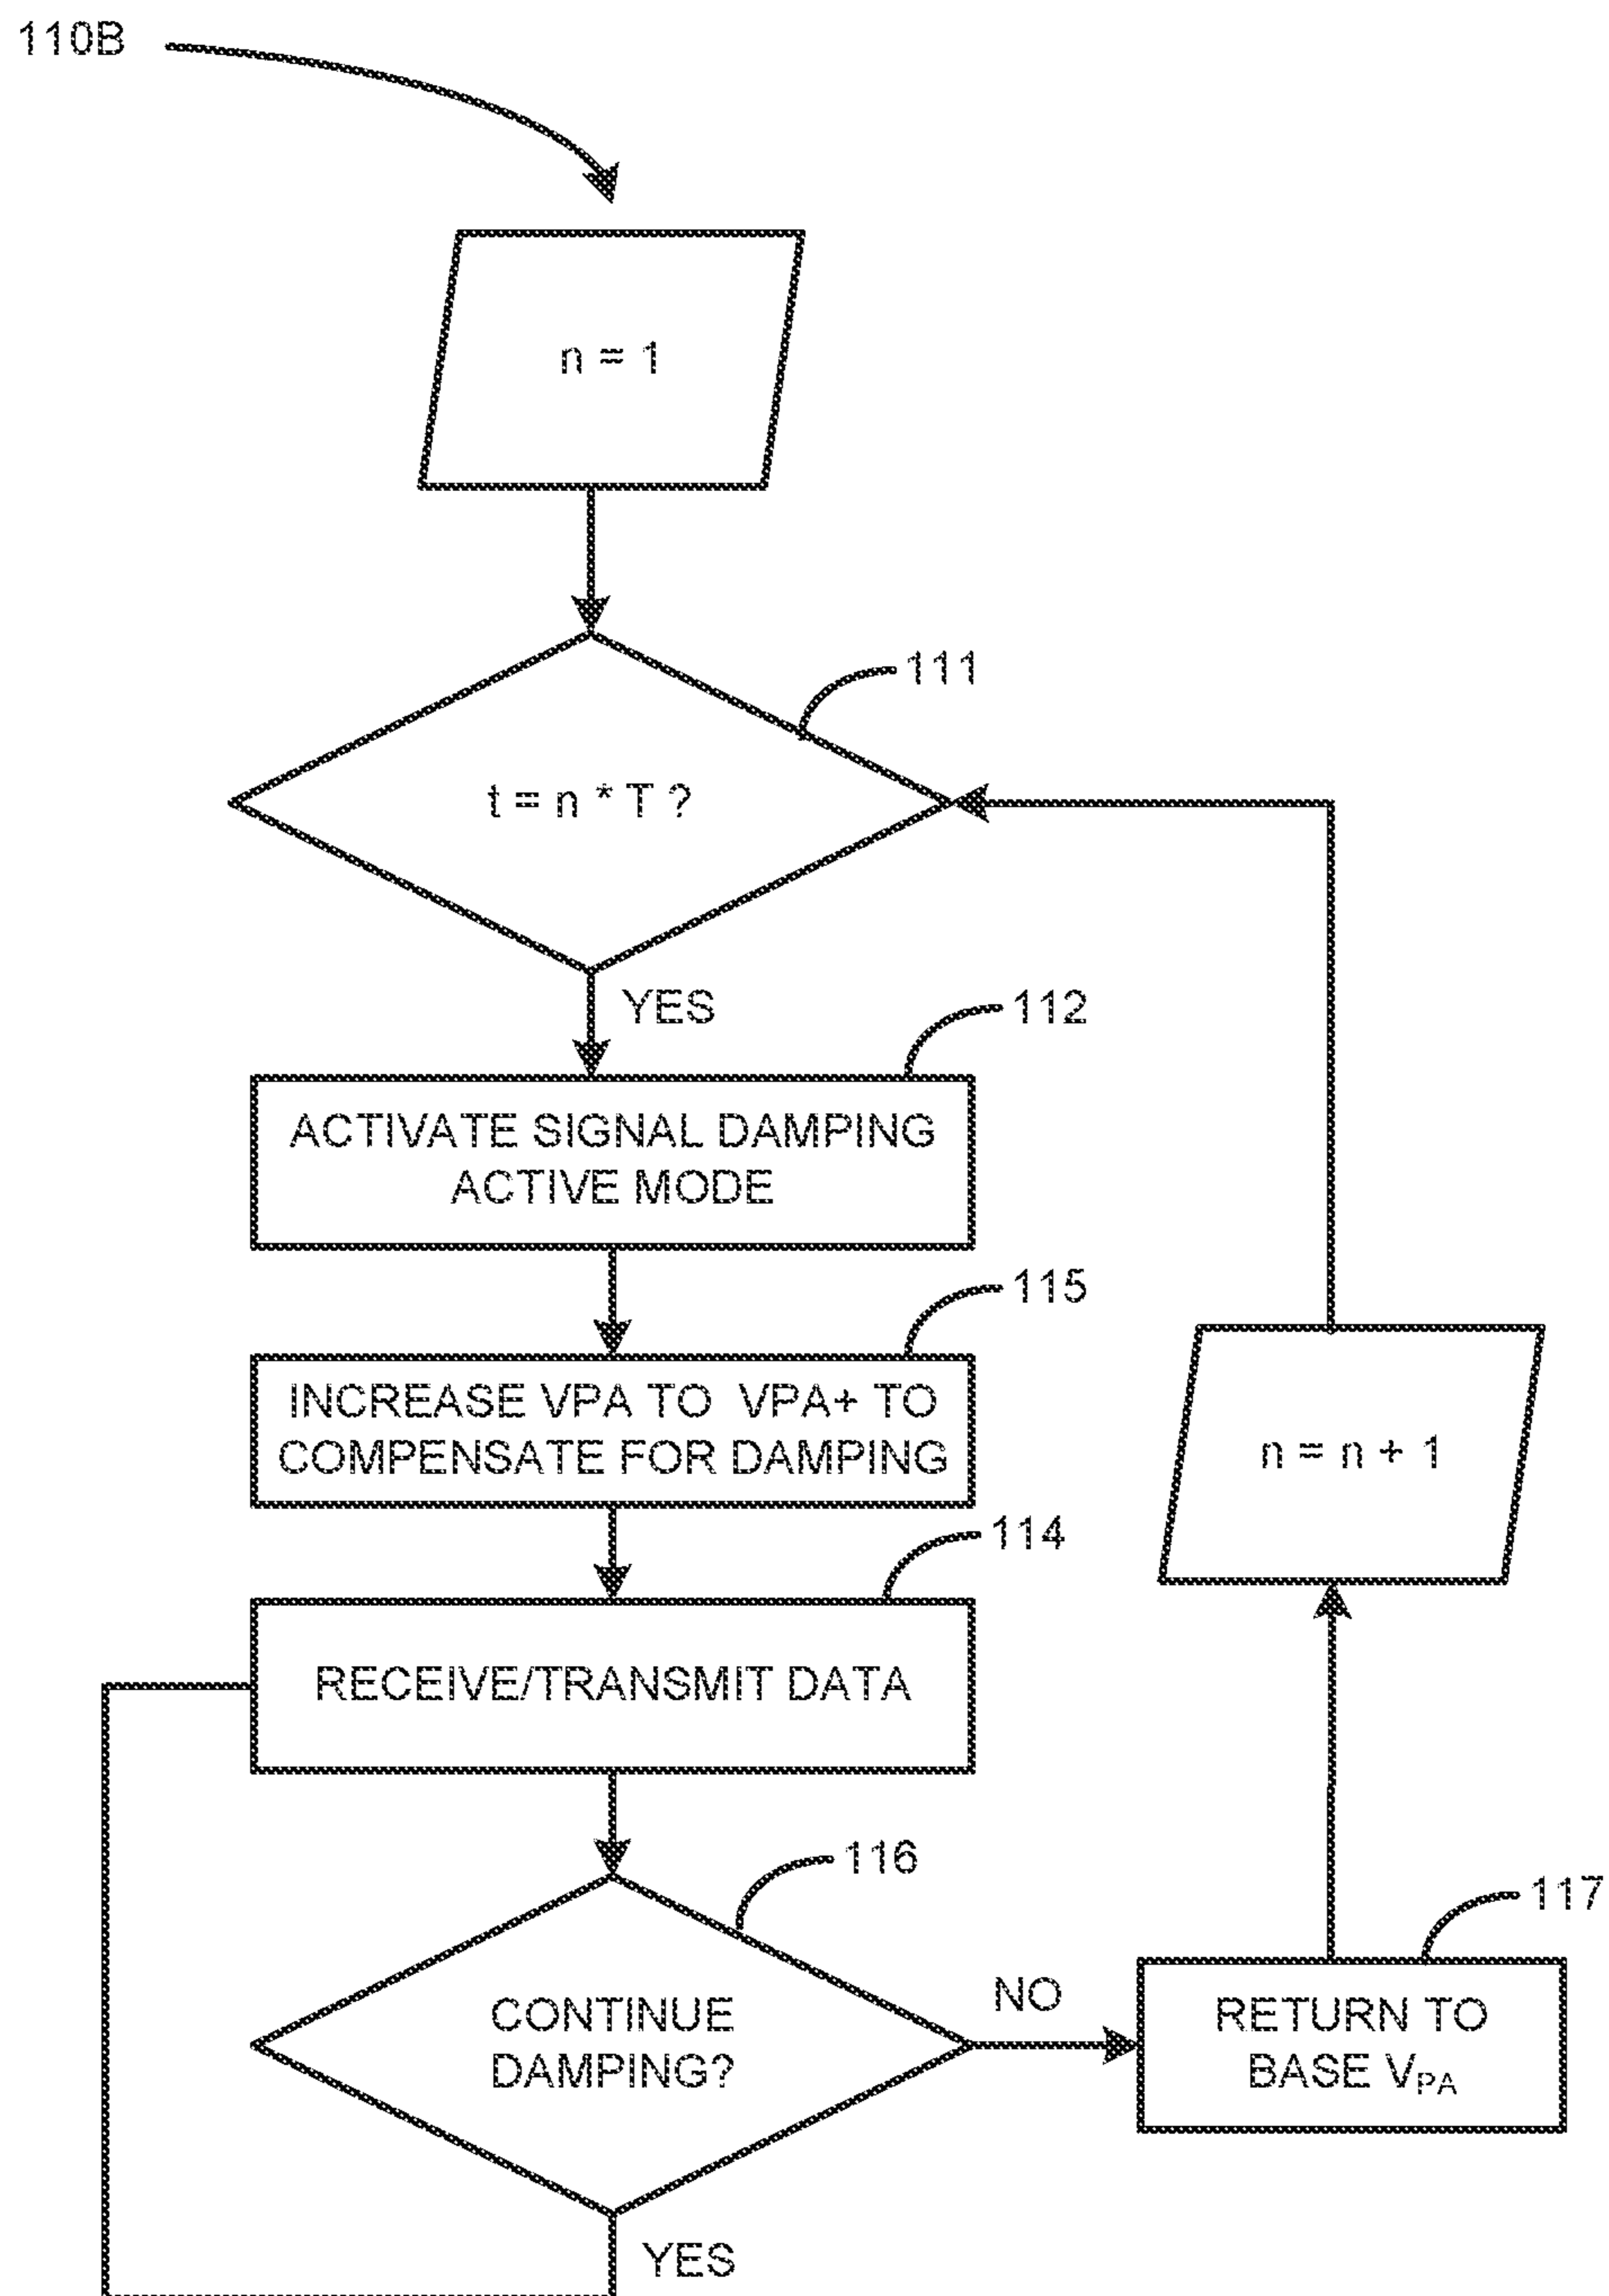 110B
n = 1
111
t = n * T ?
YES
112
ACTIVATE SIGNAL DAMPING
ACTIVE MODE
115
INCREASE VPA TO VPA+ TO
COMPENSATE FOR DAMPING
n = n + 1
114
RECEIVE/TRANSMIT DATA
116
117
CONTINUE
DAMPING?
NO
RETURN TO
BASE VPA
YES